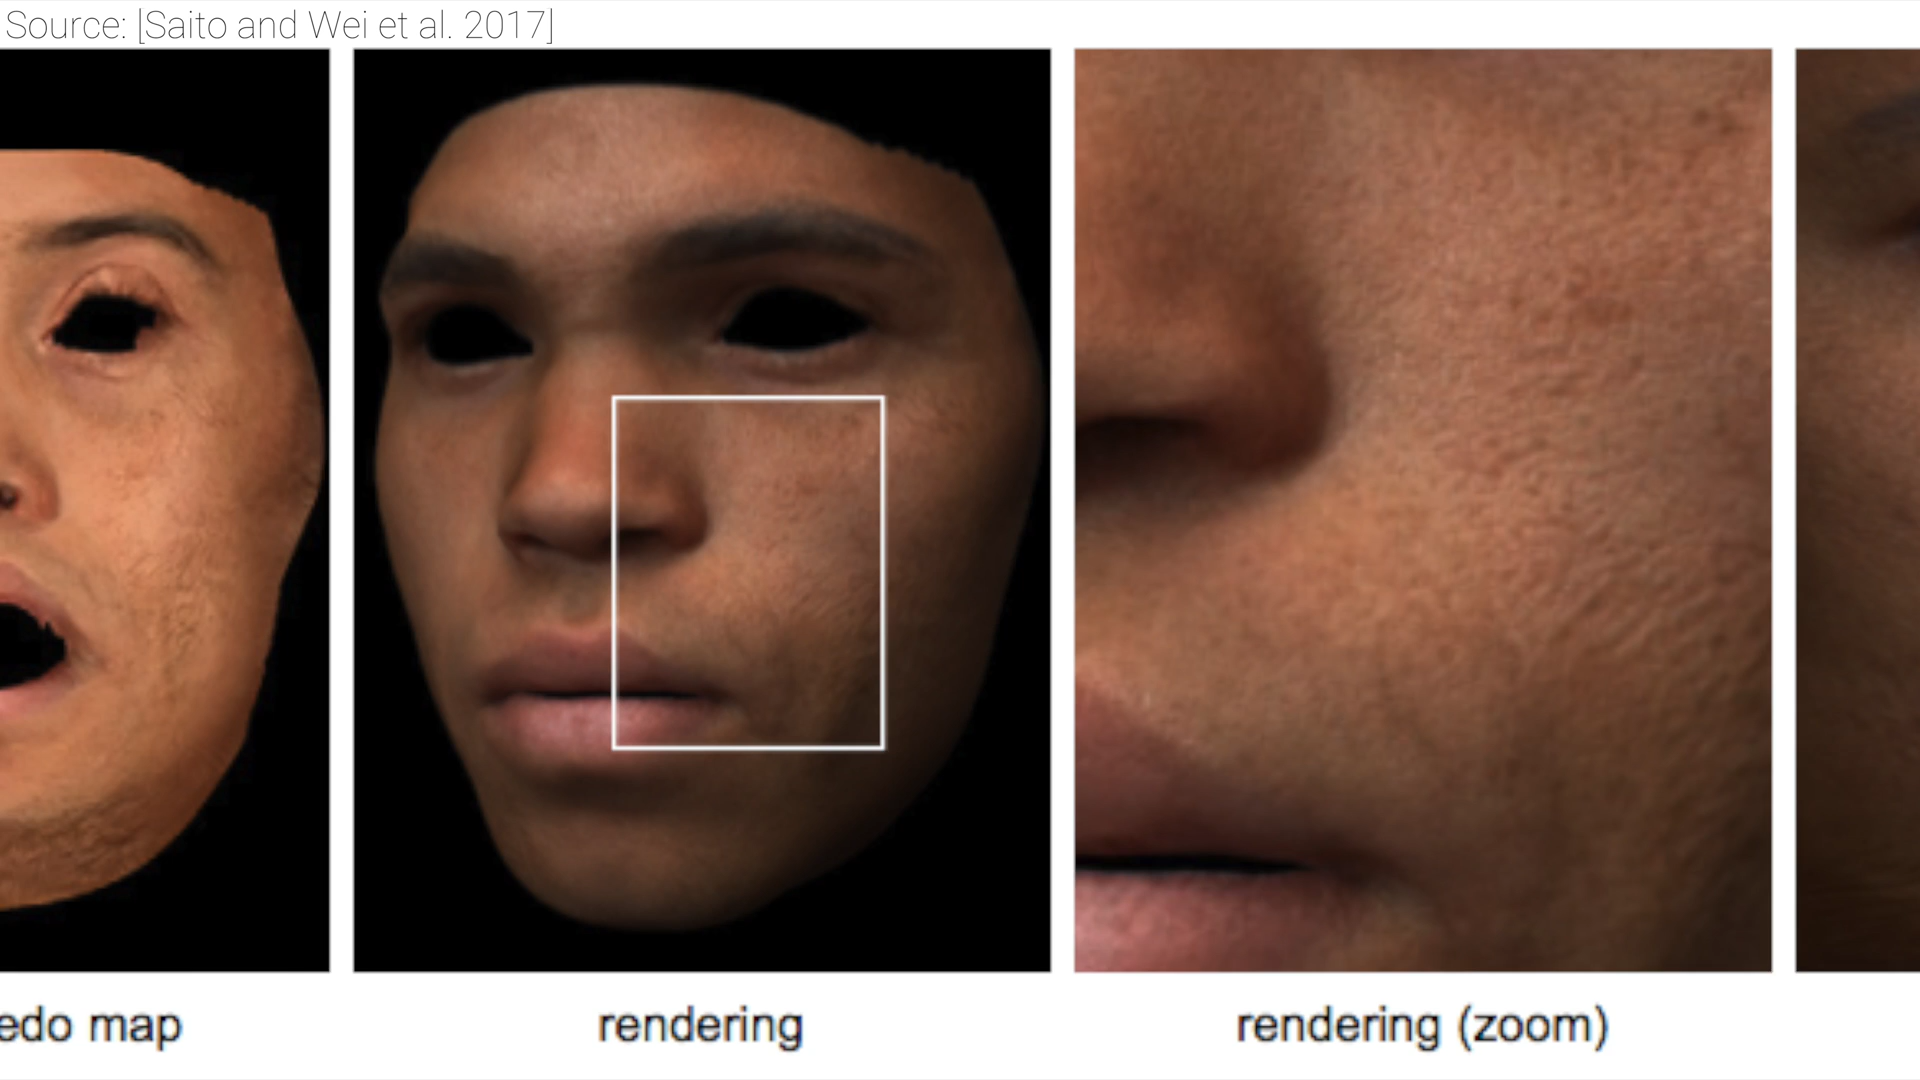 Source: [Saito and Wei et al. 2017]
edo map
rendering
rendering (zoom)